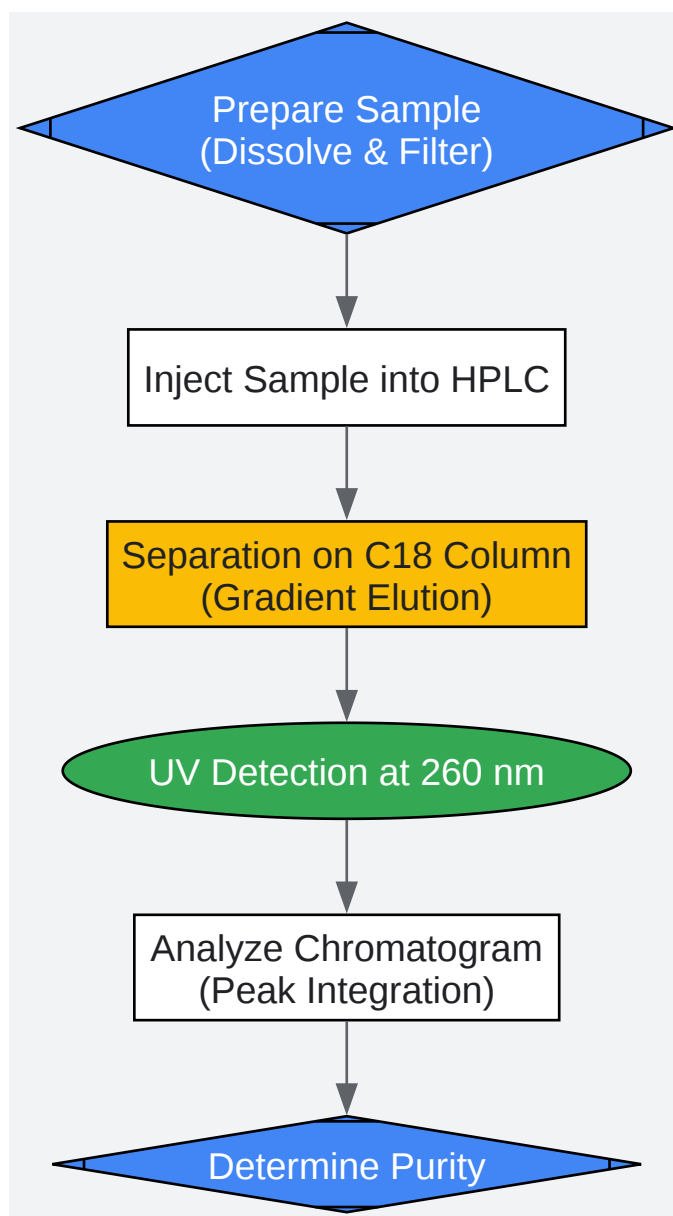 Prepare Sample
(Dissolve & Filter)
Inject Sample into HPLC
Separation on C18 Column
(Gradient Elution)
UV Detection at 260 nm
Analyze Chromatogram
(Peak Integration)
Determine Purity